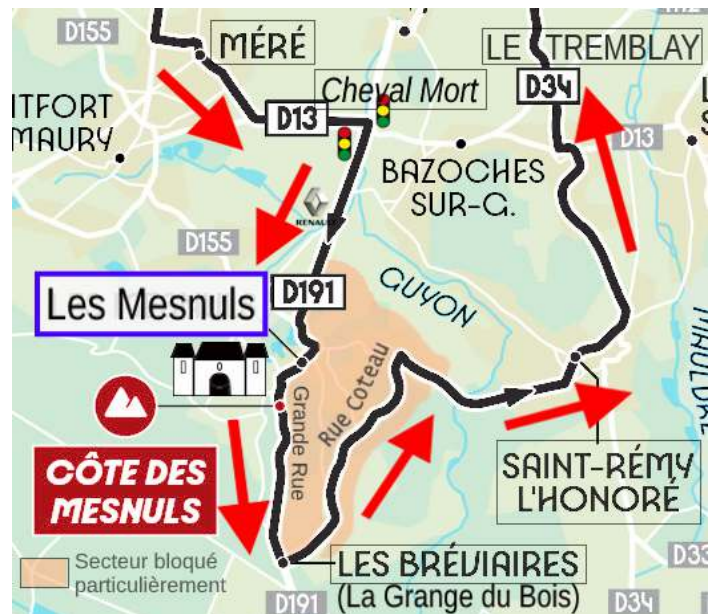 D155
MÉRÉ
LE TREMBLAY
Cheval Mort
D34
NTFORT
MAURY
D13
D13
BAZOCHES
SUR-G.
RENAULT
D155
D191
Les Mesnuls
GUYON
Grande Rue
Rue Coteau
CÔTE DES
MESNULS
SAINT-RÉMY
L'HONORÉ
Secteur bloqué
particulièrement
LES BRÉVIAIRES
(La Grange du Bois)
D191
D34